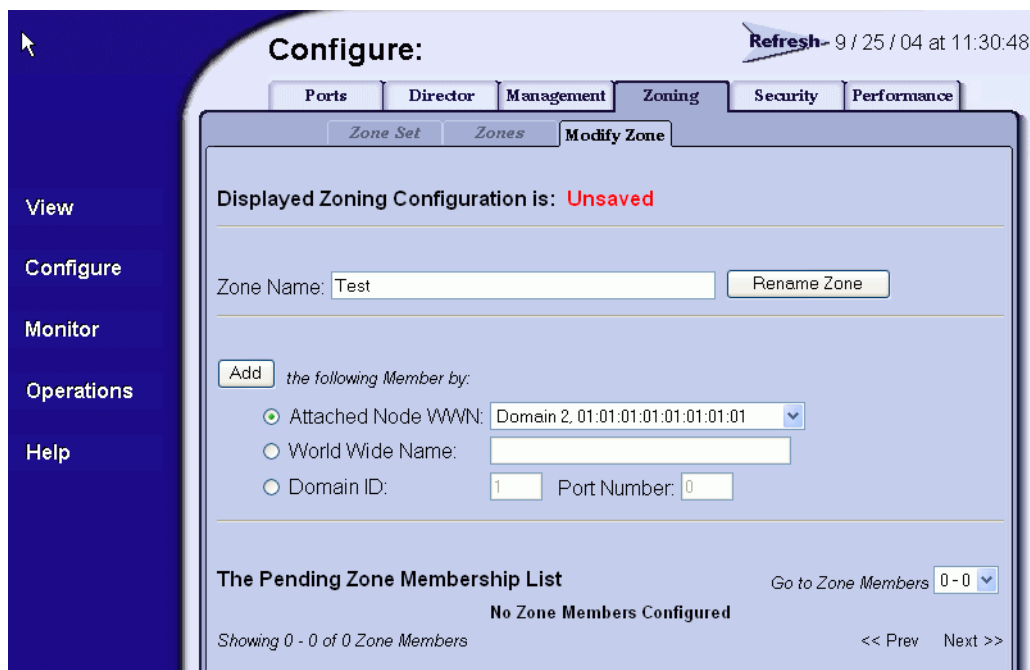 Configure:
Refresh- 9 / 25 / 04 at 11:30:48
Ports Director Management Zoning Security Performance
Zone Set Zones Modify Zone
View
Configure
Monitor
Operations
Help
Displayed Zoning Configuration is: Unsaved
Zone Name: Test Rename Zone
Add the following Member by:
Attached Node WWN: Domain 2, 01:01:01:01:01:01:01:01
World Wide Name:
Domain ID: 1 Port Number: 0
The Pending Zone Membership List Go to Zone Members 0 - 0
No Zone Members Configured
Showing 0 - 0 of 0 Zone Members << Prev Next >>